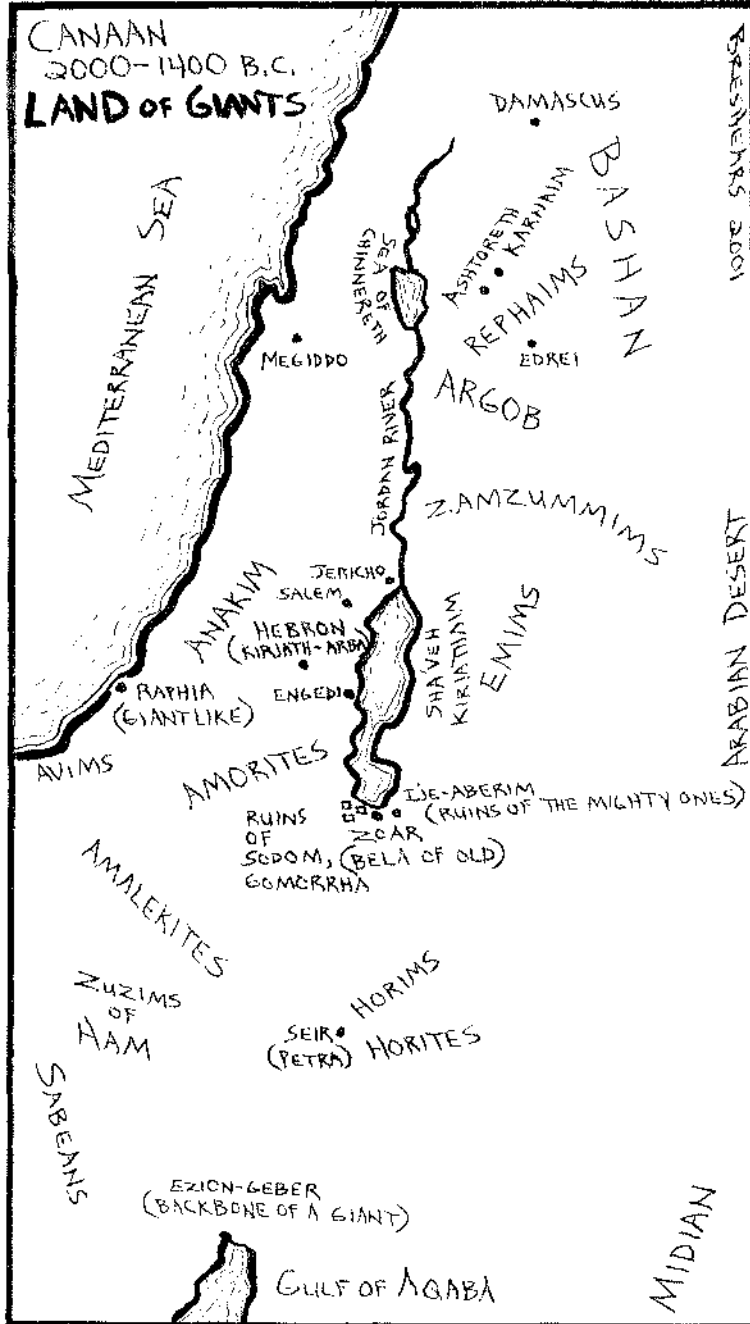 CANAAN
2000-1400 B.C.
LAND OF GIANTS
BRESHEARS 2001
DAMASCUS
BASHAN
MEDITERRANEAN SEA
SEA OF
CHINNERETH
ASHTORETH
KARNAIM
REPHAIMS
MEGIDDO
EDREI
ARGOB
JORDAN RIVER
ZAMZUMMIMS
ARABIAN DESERT
JERICHO
SALEM
ANAKIM
HEBRON
(KIRJATH-ARBA)
SHAVEH
KIRIATHAIM
EMIMS
RAPHIA
(GIANTLIKE)
ENGEDI
AVIMS
AMORITES
IJE-ABERIM
(RUINS OF THE MIGHTY ONES)
RUINS
OF
SODOM,
GOMORRHA
ZOAR
(BELA OF OLD)
AMALEKITES
ZUZIMS
OF
HAM
HORIMS
SEIR
(PETRA)
HORITES
SABEANS
EZION-GEBER
(BACKBONE OF A GIANT)
GULF OF AQABA
MIDIAN